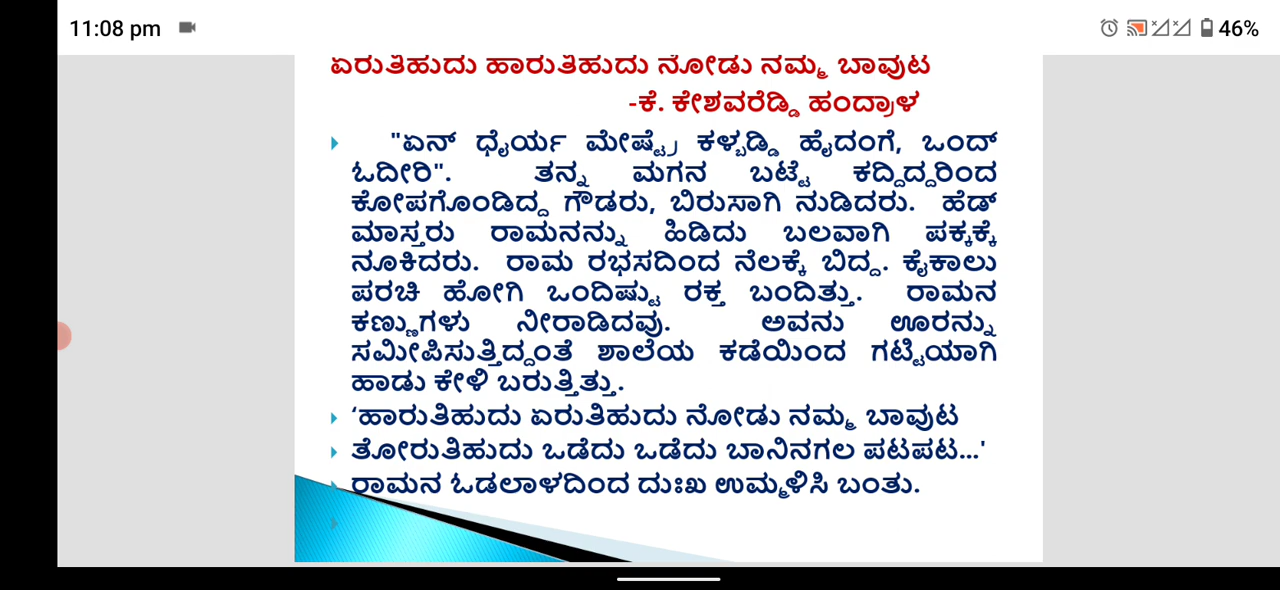 11:08 pm
46%
ಏರುತಿಹುದು ಹಾರುತಿಹುದು ನೋಡು ನಮ್ಮ ಬಾವುಟ
-ಕೆ. ಕೇಶವರೆಡ್ಡಿ ಹಂದ್ರಾಳ
"ಏನ್ ಧೈರ್ಯ ಮೇಷ್ಟ್ರೆ ಕಳ್ಬಡ್ಡಿ ಹೈದಂಗೆ, ಒಂದ್
ಓದೀರಿ". ತನ್ನ ಮಗನ ಬಟ್ಟೆ ಕದ್ದಿದ್ದರಿಂದ
ಕೋಪಗೊಂಡಿದ್ದ ಗೌಡರು, ಬಿರುಸಾಗಿ ನುಡಿದರು. ಹೆಡ್
ಮಾಸ್ತರು ರಾಮನನ್ನು ಹಿಡಿದು ಬಲವಾಗಿ ಪಕ್ಕಕ್ಕೆ
ನೂಕಿದರು. ರಾಮ ರಭಸದಿಂದ ನೆಲಕ್ಕೆ ಬಿದ್ದ. ಕೈಕಾಲು
ಪರಚಿ ಹೋಗಿ ಒಂದಿಷ್ಟು ರಕ್ತ ಬಂದಿತ್ತು. ರಾಮನ
ಕಣ್ಣುಗಳು ನೀರಾಡಿದವು. ಅವನು ಊರನ್ನು
ಸಮೀಪಿಸುತ್ತಿದ್ದಂತೆ ಶಾಲೆಯ ಕಡೆಯಿಂದ ಗಟ್ಟಿಯಾಗಿ
ಹಾಡು ಕೇಳಿ ಬರುತ್ತಿತ್ತು.
'ಹಾರುತಿಹುದು ಏರುತಿಹುದು ನೋಡು ನಮ್ಮ ಬಾವುಟ
ತೋರುತಿಹುದು ಒಡೆದು ಒಡೆದು ಬಾನಿನಗಲ ಪಟಪಟ...'
ರಾಮನ ಓಡಲಾಳದಿಂದ ದುಃಖ ಉಮ್ಮಳಿಸಿ ಬಂತು.